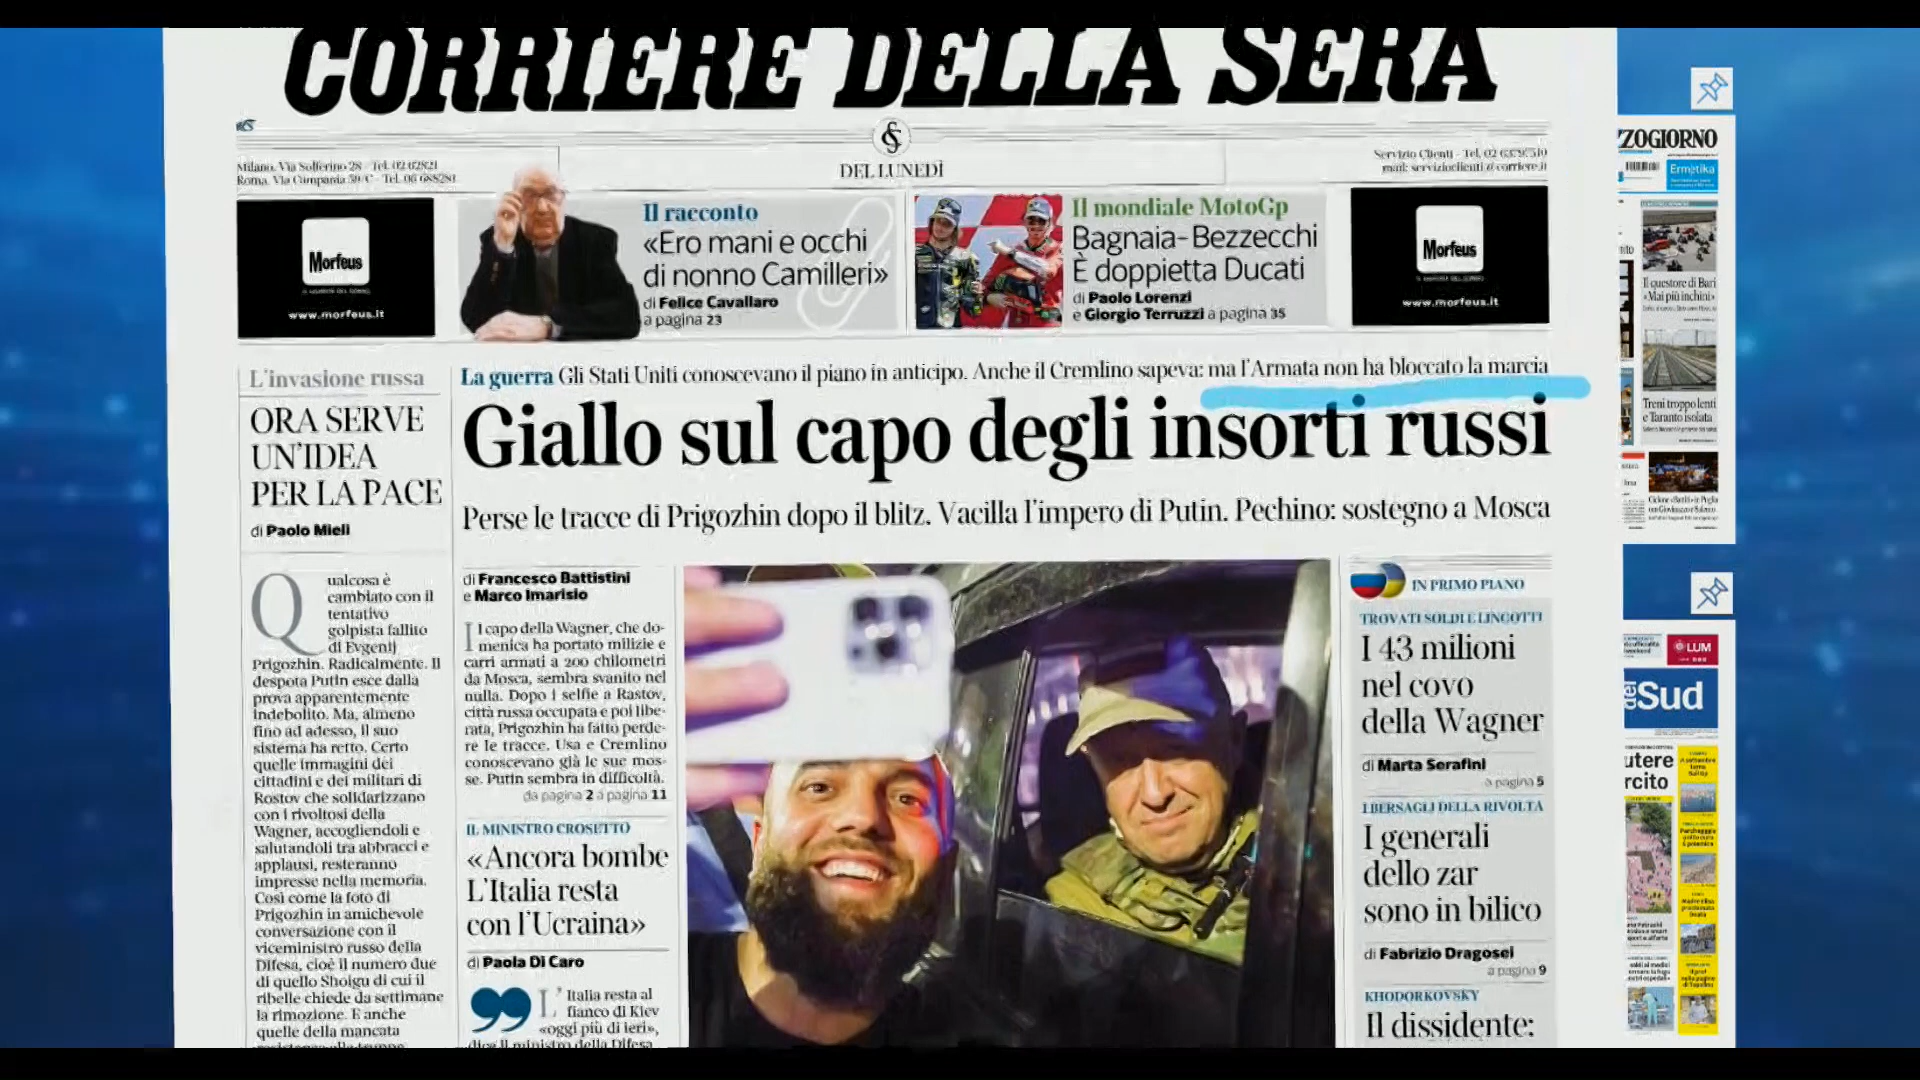 CORRIERE DELLA SERA
DEL LUNEDÌ
Milano, Via Solferino 28 - Tel. 02 62821
Roma, Via Campania 59/C - Tel. 06 688281
Servizio Clienti - Tel. 02 63797510
mail: servizioclienti@corriere.it
Morfeus
www.morfeus.it
Il racconto
«Ero mani e occhi
di nonno Camilleri»
di Felice Cavallaro
a pagina 23
Il mondiale MotoGp
Bagnaia-Bezzecchi
È doppietta Ducati
di Paolo Lorenzi
e Giorgio Terruzzi a pagina 35
Morfeus
www.morfeus.it
L'invasione russa
ORA SERVE
UN'IDEA
PER LA PACE
di Paolo Mieli
Qualcosa è
cambiato con il
tentativo
golpista fallito
di Evgenij
Prigozhin. Radicalmente. Il
despota Putin esce dalla
prova apparentemente
indebolito. Ma, almeno
fino ad adesso, il suo
sistema ha retto. Certo
quelle immagini dei
cittadini e dei militari di
Rostov che solidarizzano
con i rivoltosi della
Wagner, accogliendoli e
salutandoli tra abbracci e
applausi, resteranno
impresse nella memoria.
Così come la foto di
Prigozhin in amichevole
conversazione con il
viceministro russo della
Difesa, cioè il numero due
di quello Shoigu di cui il
ribelle chiede da settimane
la rimozione. E anche
quelle della mancata
La guerra Gli Stati Uniti conoscevano il piano in anticipo. Anche il Cremlino sapeva: ma l'Armata non ha bloccato la marcia
Giallo sul capo degli insorti russi
Perse le tracce di Prigozhin dopo il blitz. Vacilla l'impero di Putin. Pechino: sostegno a Mosca
di Francesco Battistini
e Marco Imarisio
Il capo della Wagner, che do-
menica ha portato milizie e
carri armati a 200 chilometri
da Mosca, sembra svanito nel
nulla. Dopo i selfie a Rastov,
città russa occupata e poi libe-
rata, Prigozhin ha fatto perde-
re le tracce. Usa e Cremlino
conoscevano già le sue mos-
se. Putin sembra in difficoltà.
da pagina 2 a pagina 11
IL MINISTRO CROSETTO
«Ancora bombe
L'Italia resta
con l'Ucraina»
di Paola Di Caro
L'Italia resta al
fianco di Kiev
«oggi più di ieri»,
dice il ministro della Difesa
IN PRIMO PIANO
TROVATI SOLDI E LINGOTTI
I 43 milioni
nel covo
della Wagner
di Marta Serafini
a pagina 5
I BERSAGLI DELLA RIVOLTA
I generali
dello zar
sono in bilico
di Fabrizio Dragosei
a pagina 9
KHODORKOVSKY
Il dissidente:
ZZOGIORNO
Ermetika
Il questore di Bari
«Mai più inchini»
Treni troppo lenti
e Taranto isolata
LUM
del Sud
utere
rcito